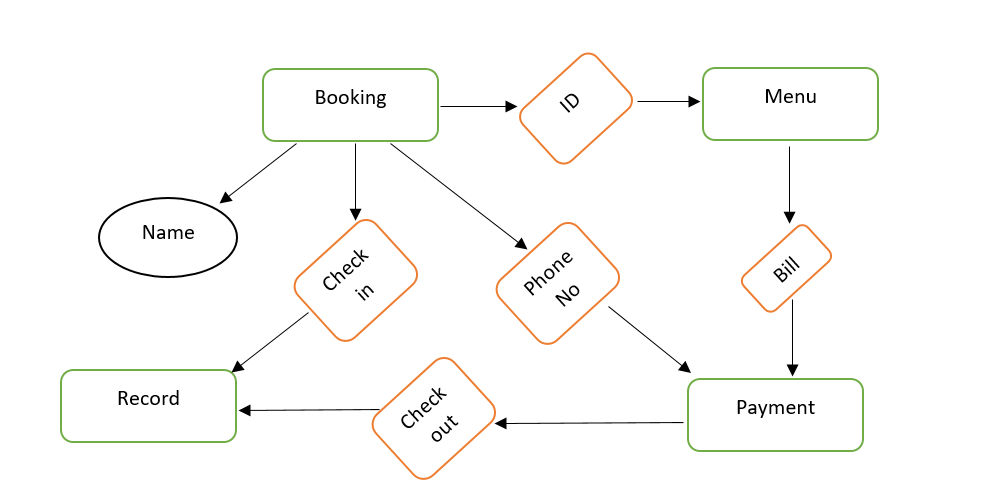 Booking
ID
Menu
Name
Check
in
Phone
No
Bill
Record
Check
out
Payment